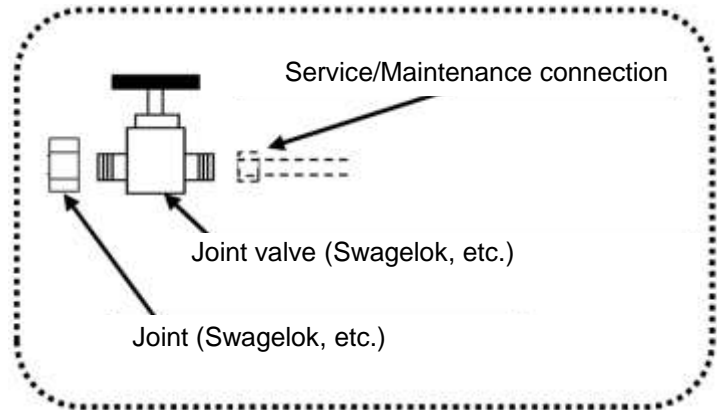 Service/Maintenance connection
Joint valve (Swagelok, etc.)
Joint (Swagelok, etc.)